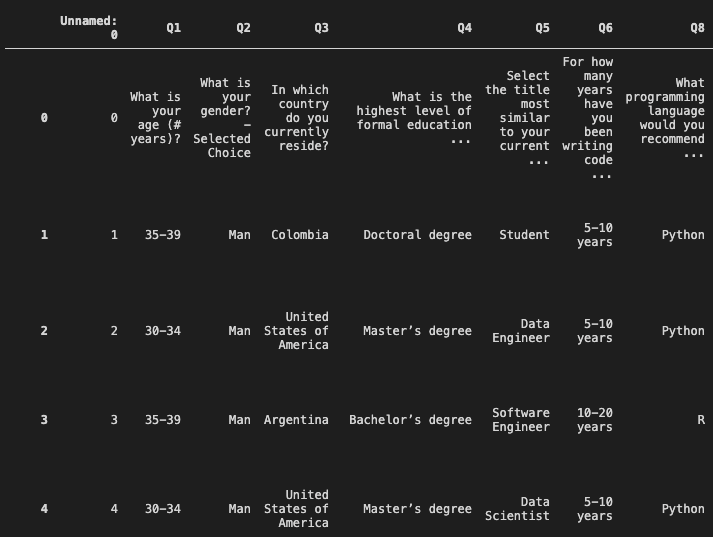 Unnamed: 0 Q1 Q2 Q3 Q4 Q5 Q6 Q8
0 0 What is your age (# years)? What is your gender? – Selected Choice In which country do you currently reside? What is the highest level of formal education ... Select the title most similar to your current ... For how many years have you been writing code ... What programming language would you recommend ...
1 1 35-39 Man Colombia Doctoral degree Student 5-10 years Python
2 2 30-34 Man United States of America Master’s degree Data Engineer 5-10 years Python
3 3 35-39 Man Argentina Bachelor’s degree Software Engineer 10-20 years R
4 4 30-34 Man United States of America Master’s degree Data Scientist 5-10 years Python